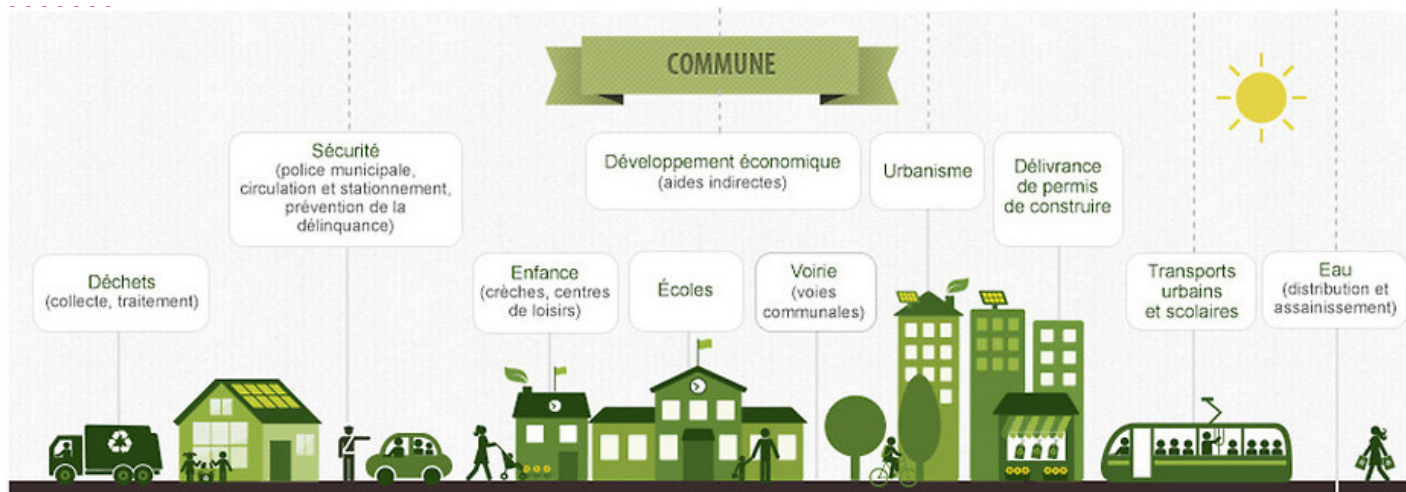 COMMUNE
Sécurité
(police municipale,
circulation et stationnement,
prévention de la
délinquance)
Développement économique
(aides indirectes)
Urbanisme
Délivrance
de permis
de construire
Déchets
(collecte, traitement)
Enfance
(crèches, centres
de loisirs)
Écoles
Voirie
(voies
communales)
Transports
urbains
et scolaires
Eau
(distribution et
assainissement)